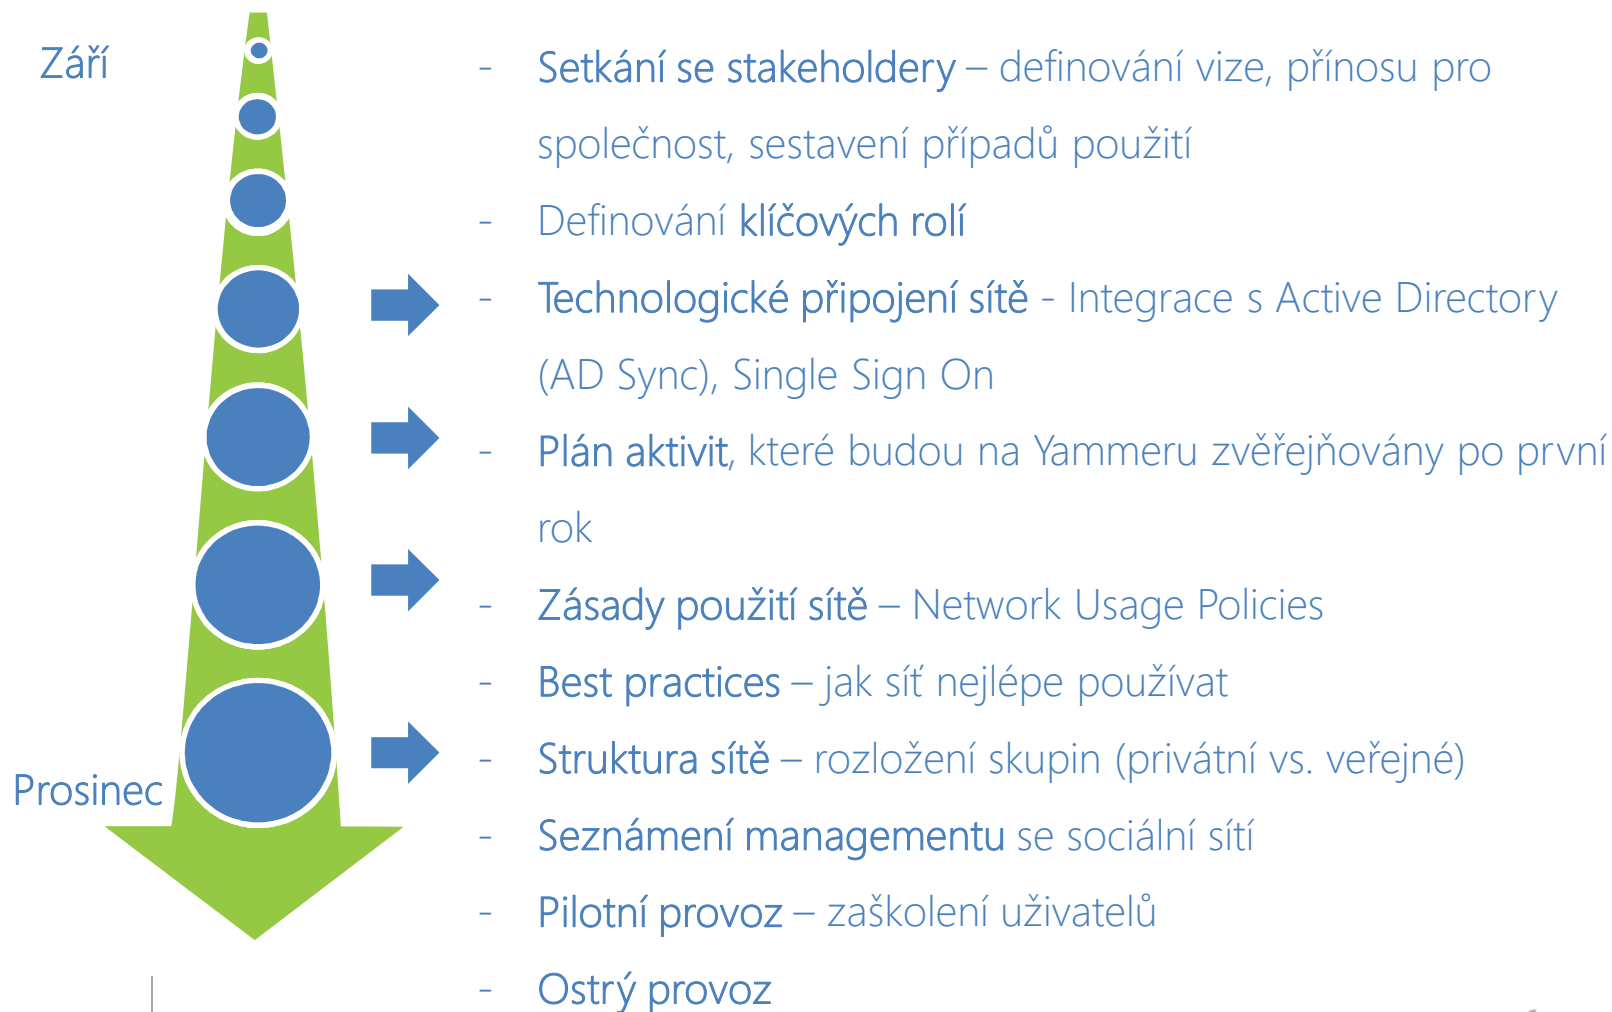 Září
- Setkání se stakeholdery – definování vize, přínosu pro
společnost, sestavení případů použití
- Definování klíčových rolí
- Technologické připojení sítě - Integrace s Active Directory
(AD Sync), Single Sign On
- Plán aktivit, které budou na Yammeru zvěřejňovány po první
rok
- Zásady použití sítě – Network Usage Policies
- Best practices – jak síť nejlépe používat
- Struktura sítě – rozložení skupin (privátní vs. veřejné)
Prosinec
- Seznámení managementu se sociální sítí
- Pilotní provoz – zaškolení uživatelů
- Ostrý provoz